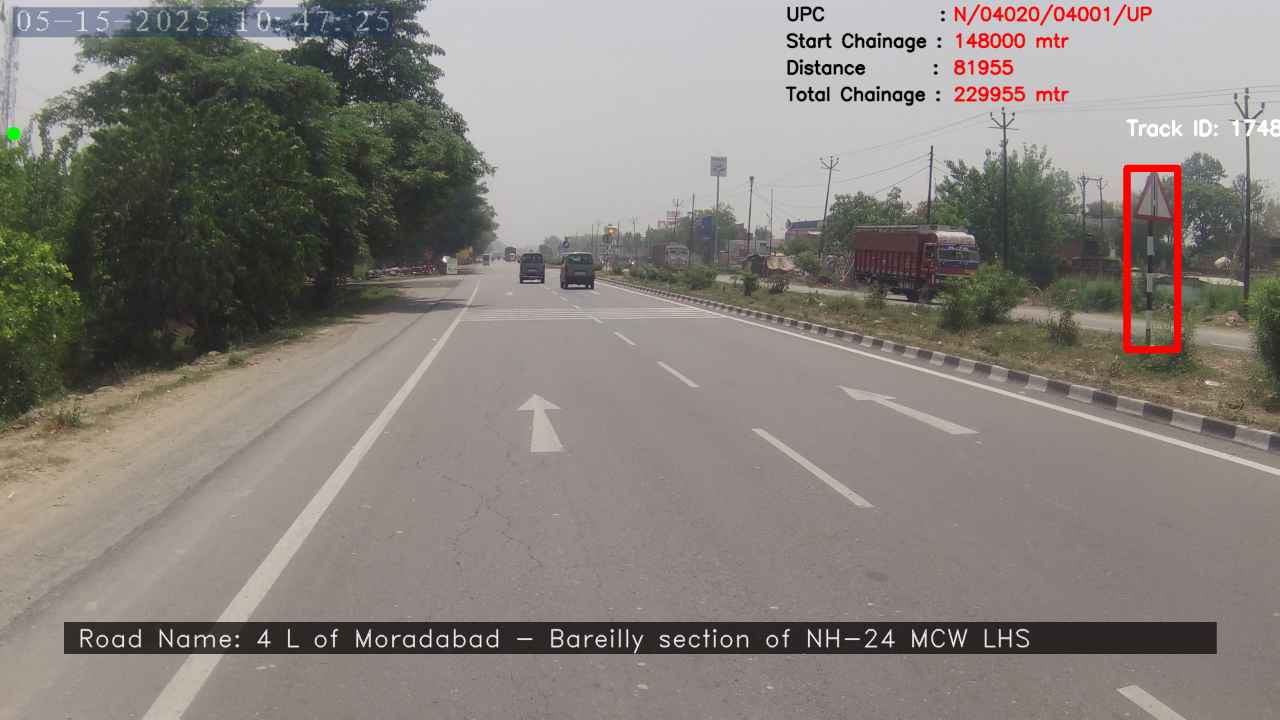 05-15-2025 10:47:25
UPC : N/04020/04001/UP
Start Chainage : 148000 mtr
Distance : 81955
Total Chainage : 229955 mtr
Track ID: 1748
Road Name: 4 L of Moradabad - Bareilly section of NH-24 MCW LHS